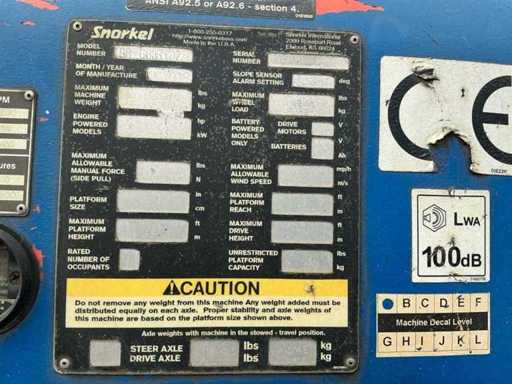 ANSI A92.5 or A92.6 - section 4.
Snorkel
1-800-255-0317
http://www.snorkelusa.com
Made in the U.S.A.
Snorkel International
2009 Roseport Road
Elwood, KS 66024
MODEL NUMBER
SERIAL NUMBER
MONTH / YEAR OF
SLOPE SENSOR ALARM SETTING deg
MAXIMUM MACHINE WEIGHT lbs kg
MAXIMUM WHEEL LOAD lbs kg
ENGINE POWERED MODELS hp kW
BATTERY POWERED MODELS ONLY
DRIVE MOTORS V
BATTERIES V Ah
MAXIMUM ALLOWABLE MANUAL FORCE (SIDE PULL) lbs N
MAXIMUM ALLOWABLE WIND SPEED mp/h m/s
PLATFORM SIZE in cm
MAXIMUM PLATFORM REACH ft m
MAXIMUM PLATFORM HEIGHT ft m
MAXIMUM DRIVE HEIGHT ft m
RATED NUMBER OF OCCUPANTS
UNRESTRICTED PLATFORM CAPACITY lbs kg
CAUTION
Do not remove any weight from this machine Any weight added must be
distributed equally on each axle. Proper stability and axle weights of
this machine are based on the platform size shown above.
Axle weights with machine in the stowed - travel position.
STEER AXLE lbs kg
DRIVE AXLE lbs kg
CE
LWA
100dB
B C D E F
Machine Decal Level
G H I J K L